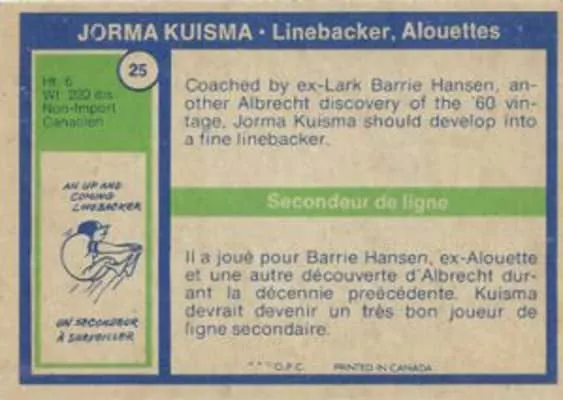 JORMA KUISMA • Linebacker, Alouettes
25
Ht. 6
Wt. 220 lbs.
Non-Import
Canadien
Coached by ex-Lark Barrie Hansen, an-
other Albrecht discovery of the '60 vin-
tage, Jorma Kuisma should develop into
a fine linebacker.
AN UP AND
COMING
LINEBACKER
UN SECONDEUR
À SURVEILLER
Secondeur de ligne
Il a joué pour Barrie Hansen, ex-Alouette
et une autre découverte d'Albrecht dur-
ant la décennie preécédente. Kuisma
devrait devenir un très bon joueur de
ligne secondaire.
***O.P.C. PRINTED IN CANADA